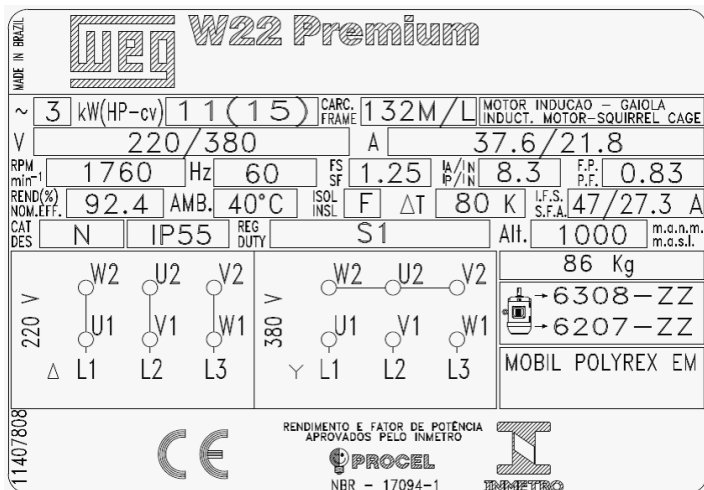 MADE IN BRAZIL
WEG W22 Premium
~ 3 kW(HP-cv) 11(15) CARC. FRAME 132M/L MOTOR INDUCAO - GAIOLA
INDUCT. MOTOR-SQUIRREL CAGE
V 220/380 A 37.6/21.8
RPM min-1 1760 Hz 60 FS SF 1.25 IA/IN IP/IN 8.3 F.P. P.F. 0.83
REND(%) NOM.EFF. 92.4 AMB. 40°C ISOL INSL F ΔT 80 K I.F.S. S.F.A. 47/27.3 A
CAT DES N IP55 REG DUTY S1 Alt. 1000 m.a.n.m. m.a.s.l.
220 V
W2 U2 V2
U1 V1 W1
Δ L1 L2 L3
380 V
W2 U2 V2
U1 V1 W1
Y L1 L2 L3
86 Kg
→6308-ZZ
→6207-ZZ
MOBIL POLYREX EM
11407808
CE
RENDIMENTO E FATOR DE POTÊNCIA
APROVADOS PELO INMETRO
PROCEL
NBR - 17094-1
INMETRO